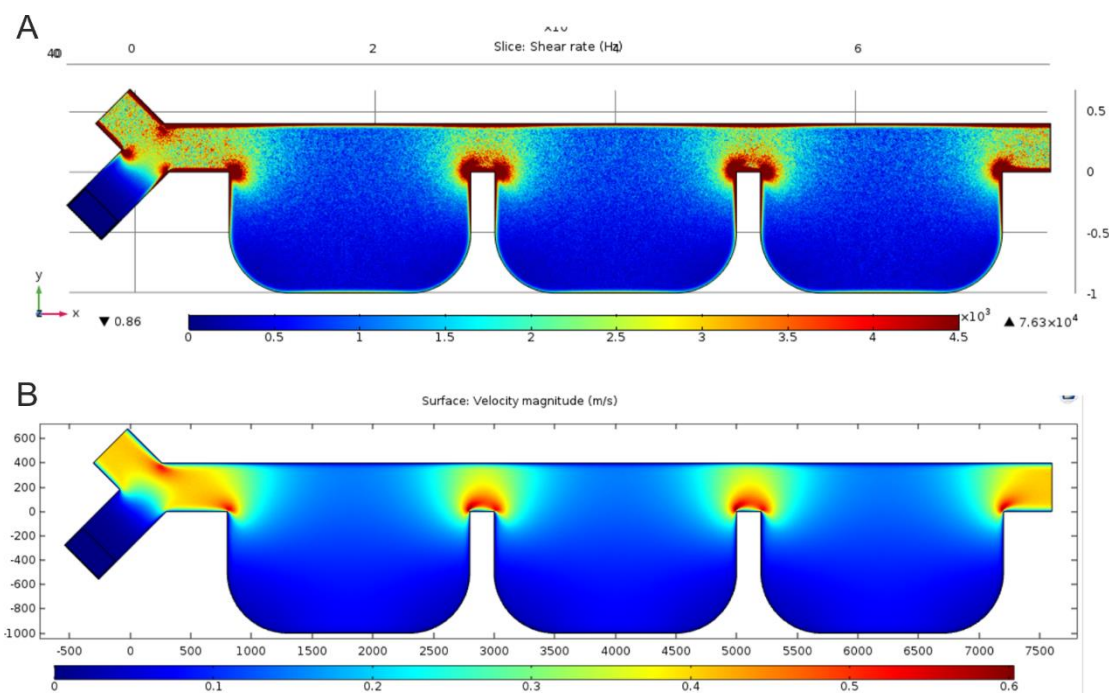 A
Slice: Shear rate (Hz)
0 2 4 6
0.5
0
-0.5
-1
y
x
z
▼ 0.86
0 0.5 1 1.5 2 2.5 3 3.5 4 4.5
×10³
▲ 7.63×10⁴
B
Surface: Velocity magnitude (m/s)
600
400
200
0
-200
-400
-600
-800
-1000
-500 0 500 1000 1500 2000 2500 3000 3500 4000 4500 5000 5500 6000 6500 7000 7500
0 0.1 0.2 0.3 0.4 0.5 0.6